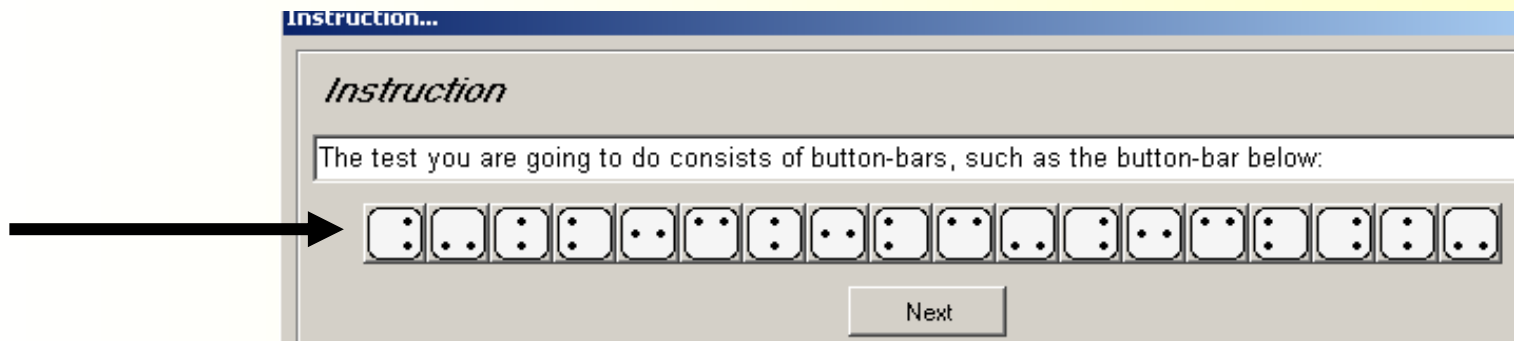 Instruction...
Instruction
The test you are going to do consists of button-bars, such as the button-bar below:
Next